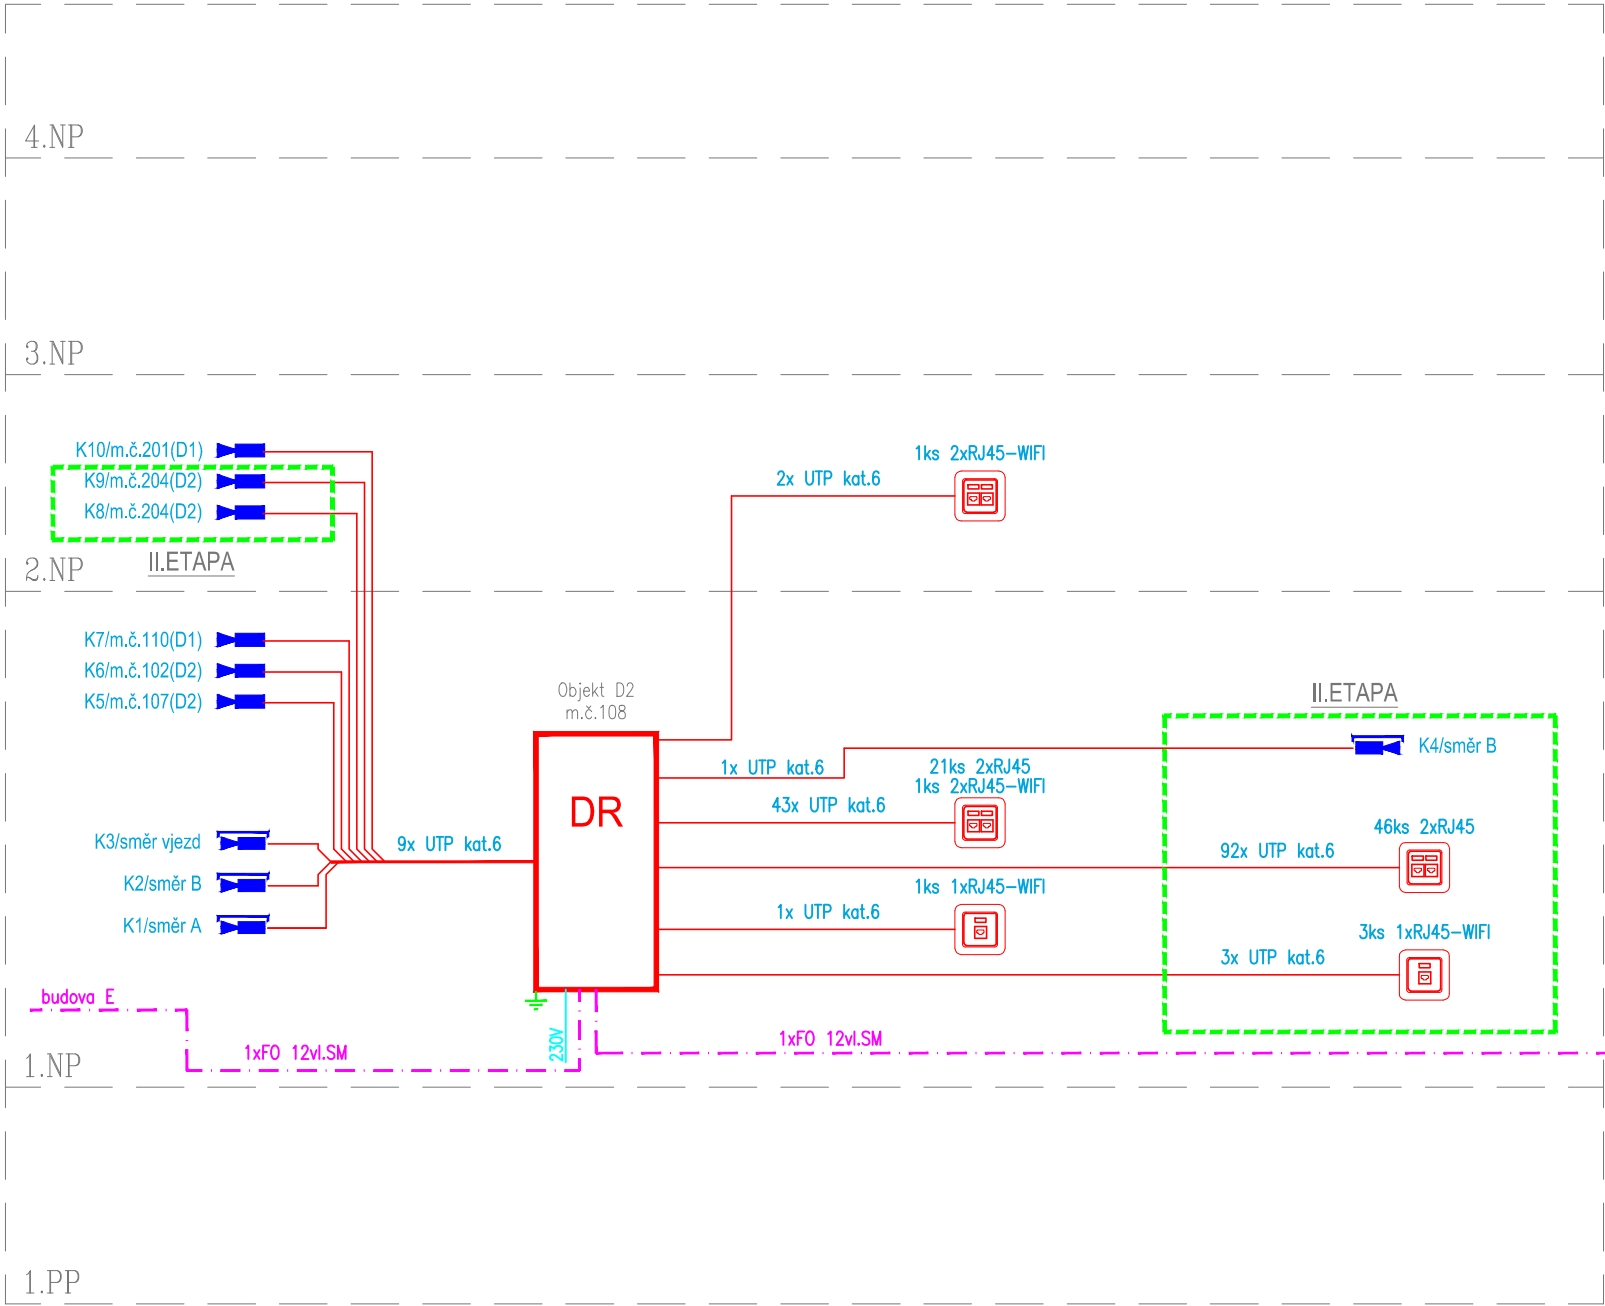 4.NP
3.NP
K10/m.č.201(D1)
K9/m.č.204(D2)
K8/m.č.204(D2)
II.ETAPA
2.NP
1ks 2xRJ45-WIFI
2x UTP kat.6
K7/m.č.110(D1)
K6/m.č.102(D2)
K5/m.č.107(D2)
Objekt D2
m.č.108
DR
II.ETAPA
K4/směr B
1x UTP kat.6
21ks 2xRJ45
1ks 2xRJ45-WIFI
43x UTP kat.6
46ks 2xRJ45
92x UTP kat.6
K3/směr vjezd
K2/směr B
K1/směr A
9x UTP kat.6
1ks 1xRJ45-WIFI
1x UTP kat.6
3ks 1xRJ45-WIFI
3x UTP kat.6
budova E
1xFO 12vl.SM
230V
1xFO 12vl.SM
1.NP
1.PP